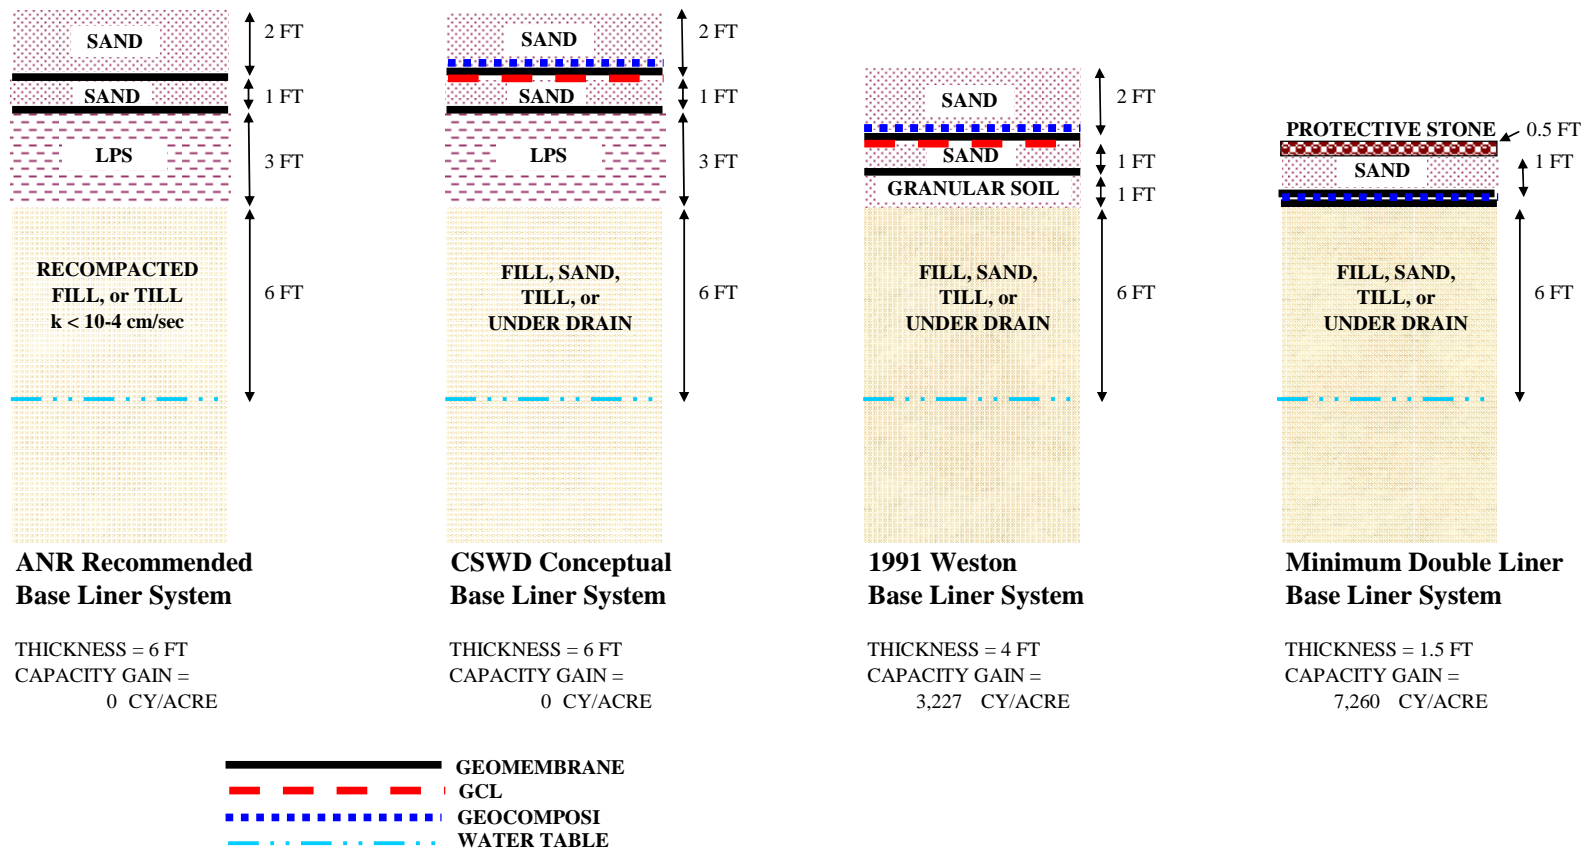 SAND
2 FT
SAND
1 FT
LPS
3 FT
RECOMPACTED
FILL, or TILL
k < 10-4 cm/sec
6 FT
ANR Recommended
Base Liner System
THICKNESS = 6 FT
CAPACITY GAIN =
0 CY/ACRE
SAND
2 FT
SAND
1 FT
LPS
3 FT
FILL, SAND,
TILL, or
UNDER DRAIN
6 FT
CSWD Conceptual
Base Liner System
THICKNESS = 6 FT
CAPACITY GAIN =
0 CY/ACRE
SAND
2 FT
SAND
1 FT
GRANULAR SOIL
1 FT
FILL, SAND,
TILL, or
UNDER DRAIN
6 FT
1991 Weston
Base Liner System
THICKNESS = 4 FT
CAPACITY GAIN =
3,227 CY/ACRE
PROTECTIVE STONE
0.5 FT
SAND
1 FT
FILL, SAND,
TILL, or
UNDER DRAIN
6 FT
Minimum Double Liner
Base Liner System
THICKNESS = 1.5 FT
CAPACITY GAIN =
7,260 CY/ACRE
GEOMEMBRANE
GCL
GEOCOMPOSI
WATER TABLE